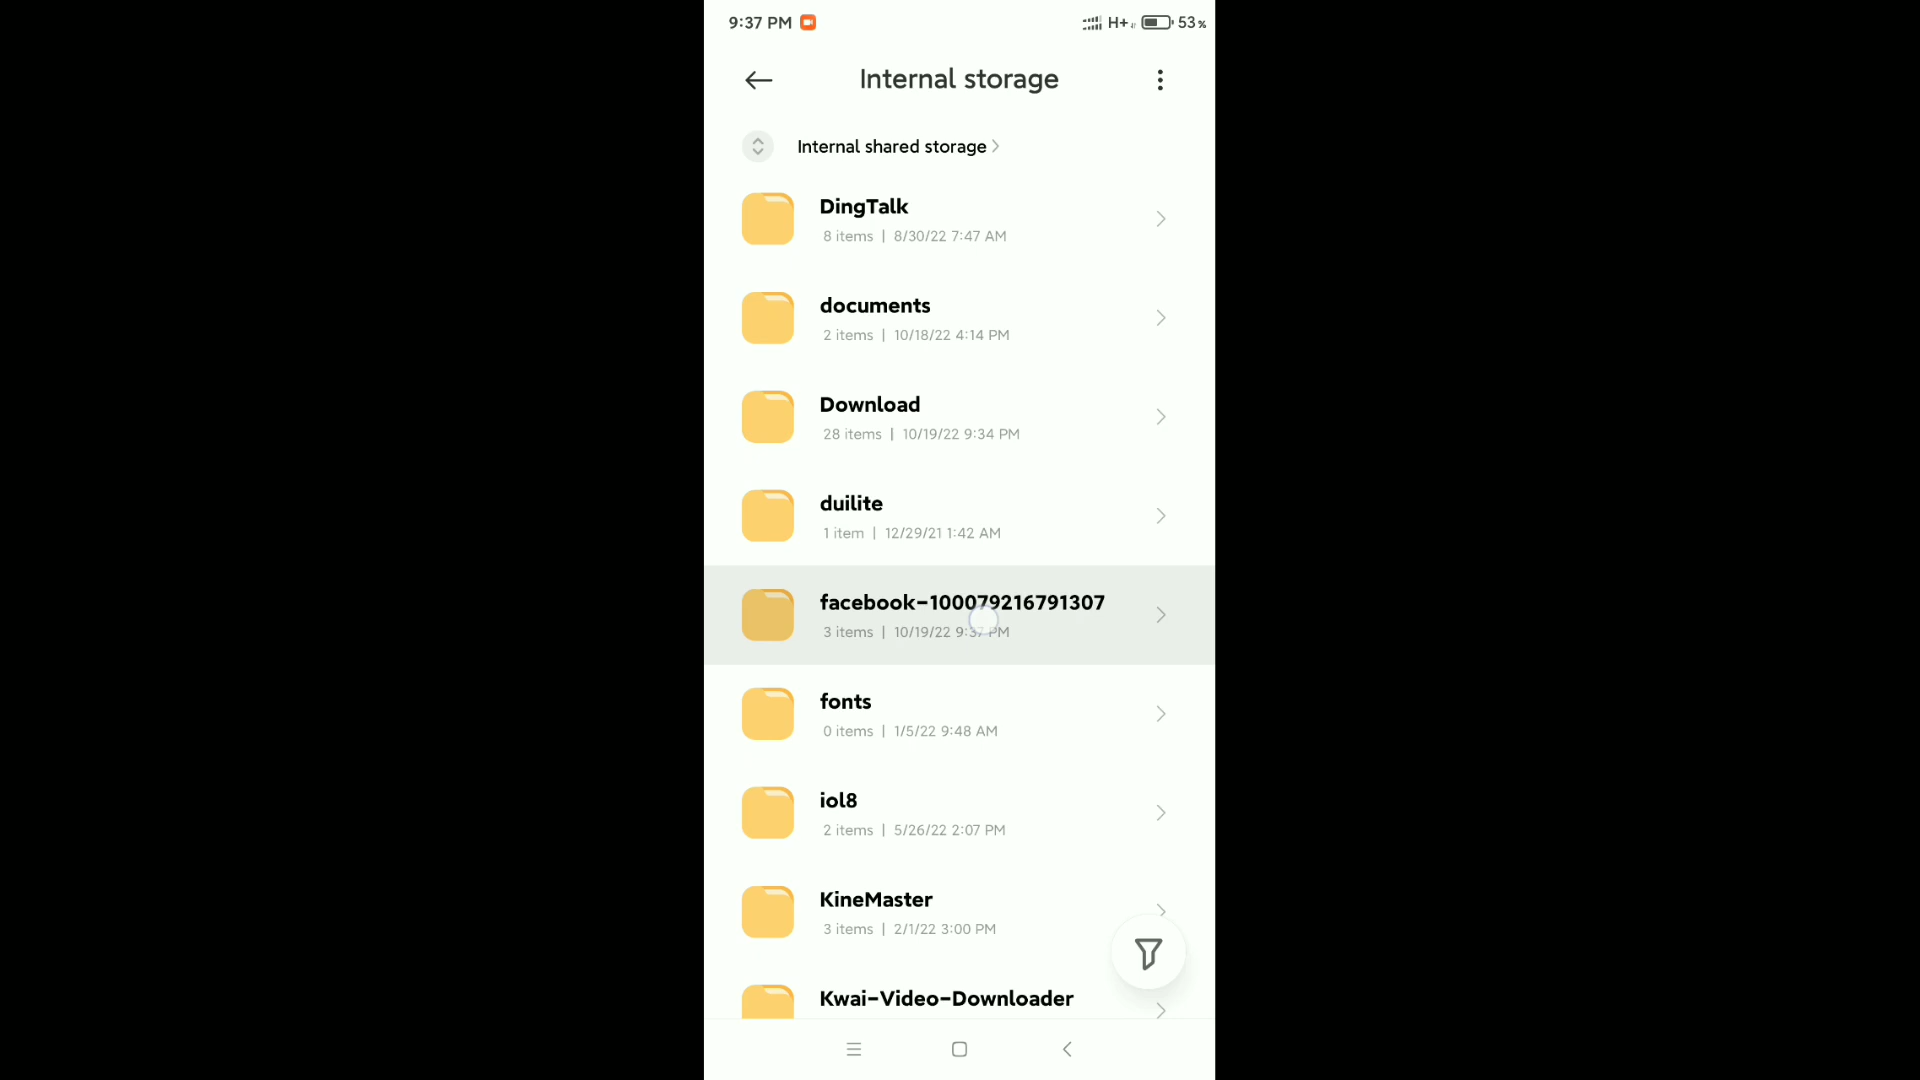 9:37 PM H+ 53%
Internal storage
Internal shared storage
DingTalk
8 items | 8/30/22 7:47 AM
documents
2 items | 10/18/22 4:14 PM
Download
28 items | 10/19/22 9:34 PM
duilite
1 item | 12/29/21 1:42 AM
facebook-100079216791307
3 items | 10/19/22 9:37 PM
fonts
0 items | 1/5/22 9:48 AM
iol8
2 items | 5/26/22 2:07 PM
KineMaster
3 items | 2/1/22 3:00 PM
Kwai-Video-Downloader